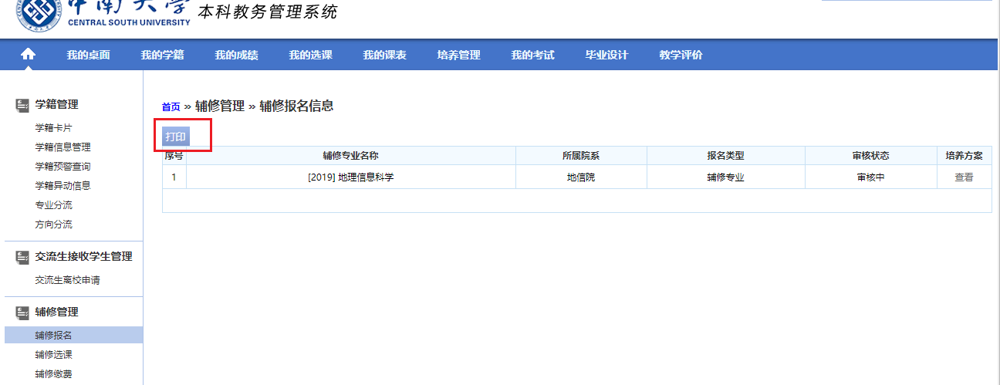 中南大学
CENTRAL SOUTH UNIVERSITY
本科教务管理系统
我的桌面 我的学籍 我的成绩 我的选课 我的课表 培养管理 我的考试 毕业设计 教学评价
学籍管理
学籍卡片
学籍信息管理
学籍预警查询
学籍异动信息
专业分流
方向分流
交流生接收学生管理
交流生离校申请
辅修管理
辅修报名
辅修选课
辅修缴费
首页 » 辅修管理 » 辅修报名信息
打印
序号 辅修专业名称 所属院系 报名类型 审核状态 培养方案
1 [2019] 地理信息科学 地信院 辅修专业 审核中 查看